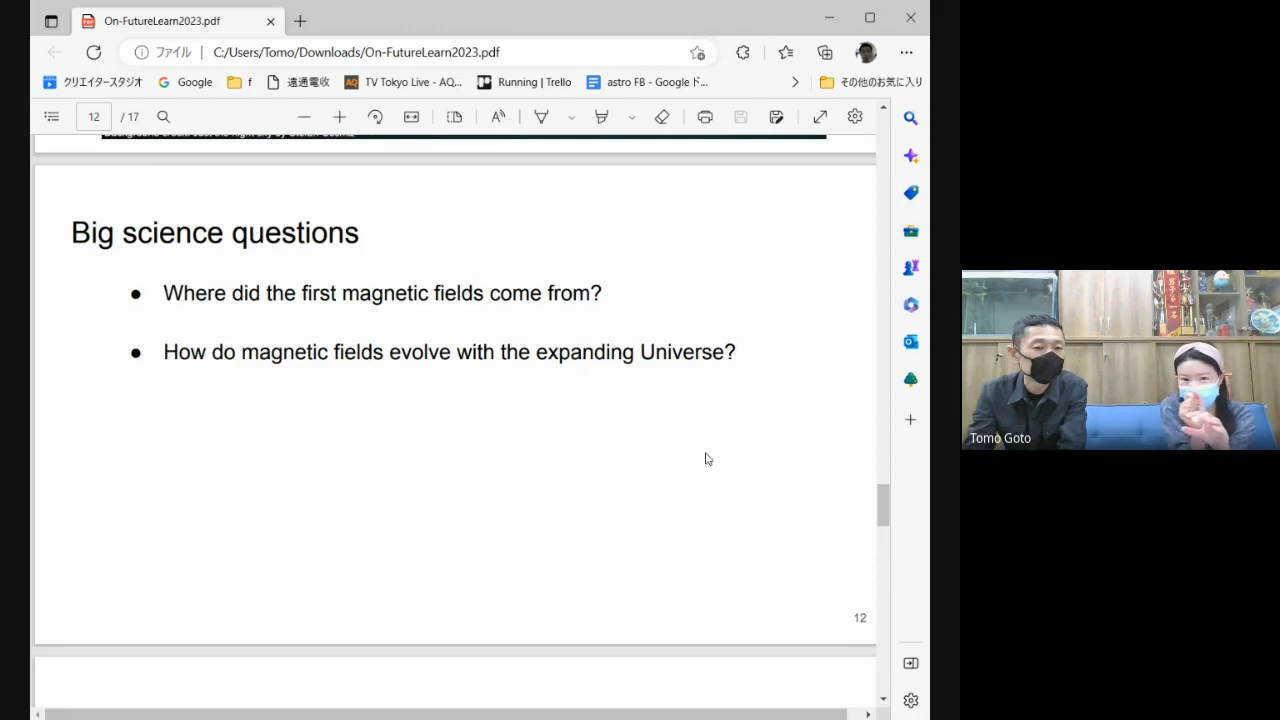 On-FutureLearn2023.pdf
ファイル
C:/Users/Tomo/Downloads/On-FutureLearn2023.pdf
クリエイタースタジオ
Google
f
遠通電収
TV Tokyo Live - AQ...
Running | Trello
astro FB - Google ド...
その他のお気に入り
12 / 17
Big science questions
● Where did the first magnetic fields come from?
● How do magnetic fields evolve with the expanding Universe?
12
Tomo Goto